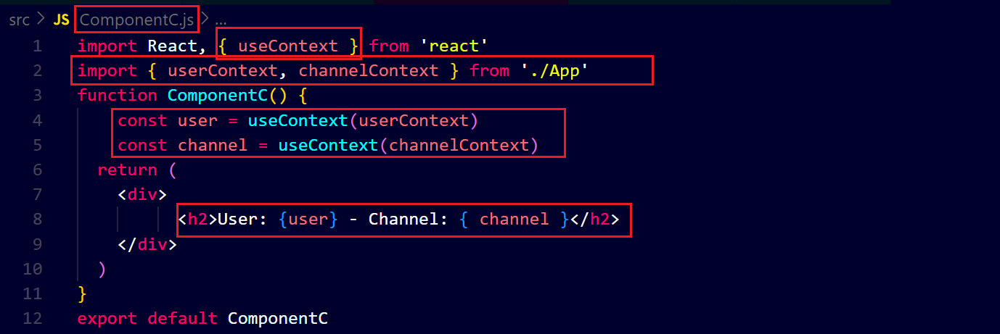 src > JS ComponentC.js > ...
1 import React, { useContext } from 'react'
2 import { userContext, channelContext } from './App'
3 function ComponentC() {
4     const user = useContext(userContext)
5     const channel = useContext(channelContext)
6   return (
7     <div>
8           <h2>User: {user} - Channel: { channel }</h2>
9     </div>
10   )
11 }
12 export default ComponentC